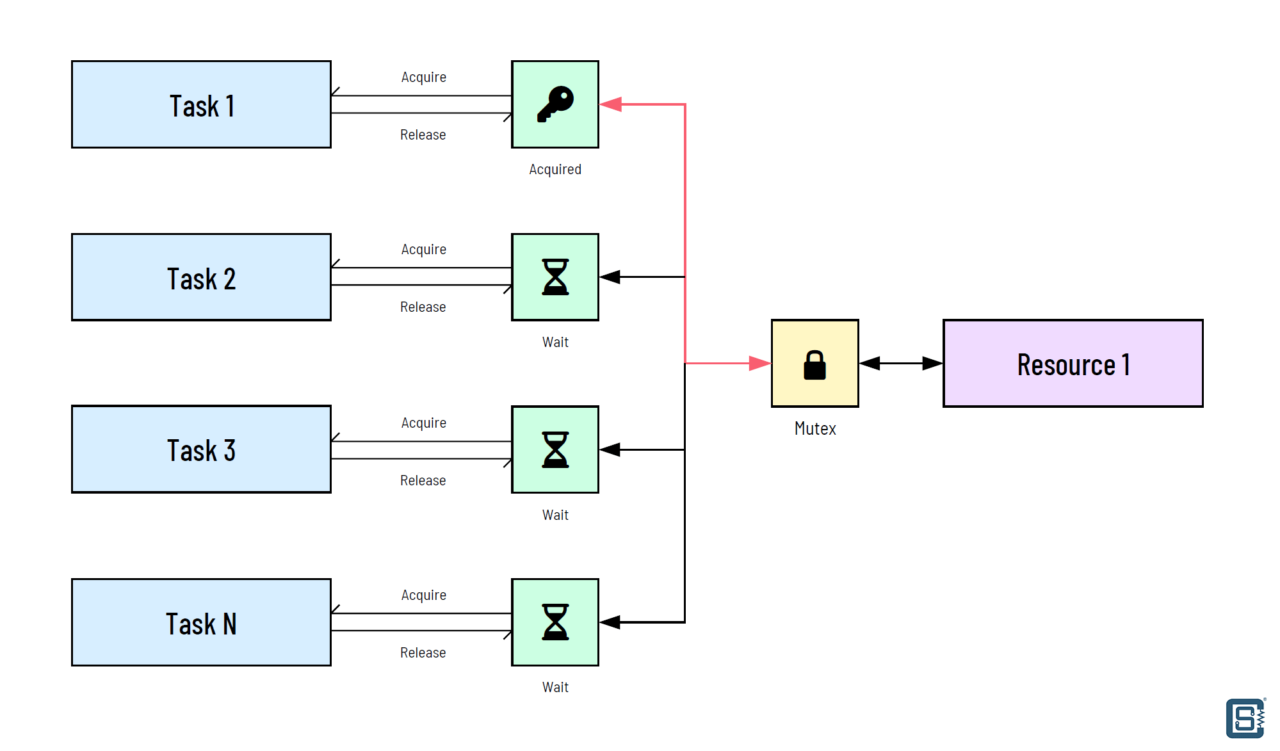 Task 1
Acquire
Release
Acquired
Task 2
Acquire
Release
Wait
Task 3
Acquire
Release
Wait
Task N
Acquire
Release
Wait
Mutex
Resource 1